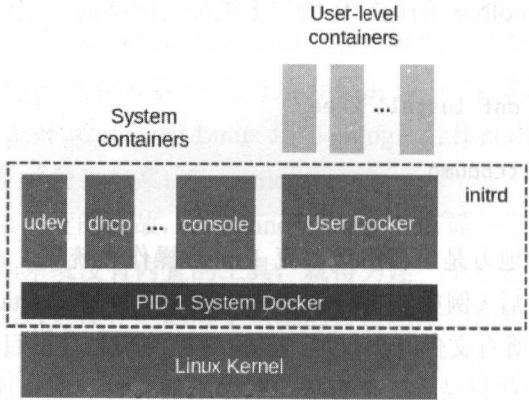 User-level
containers
...
System
containers
initrd
udev
dhcp
...
console
User Docker
PID 1 System Docker
Linux Kernel